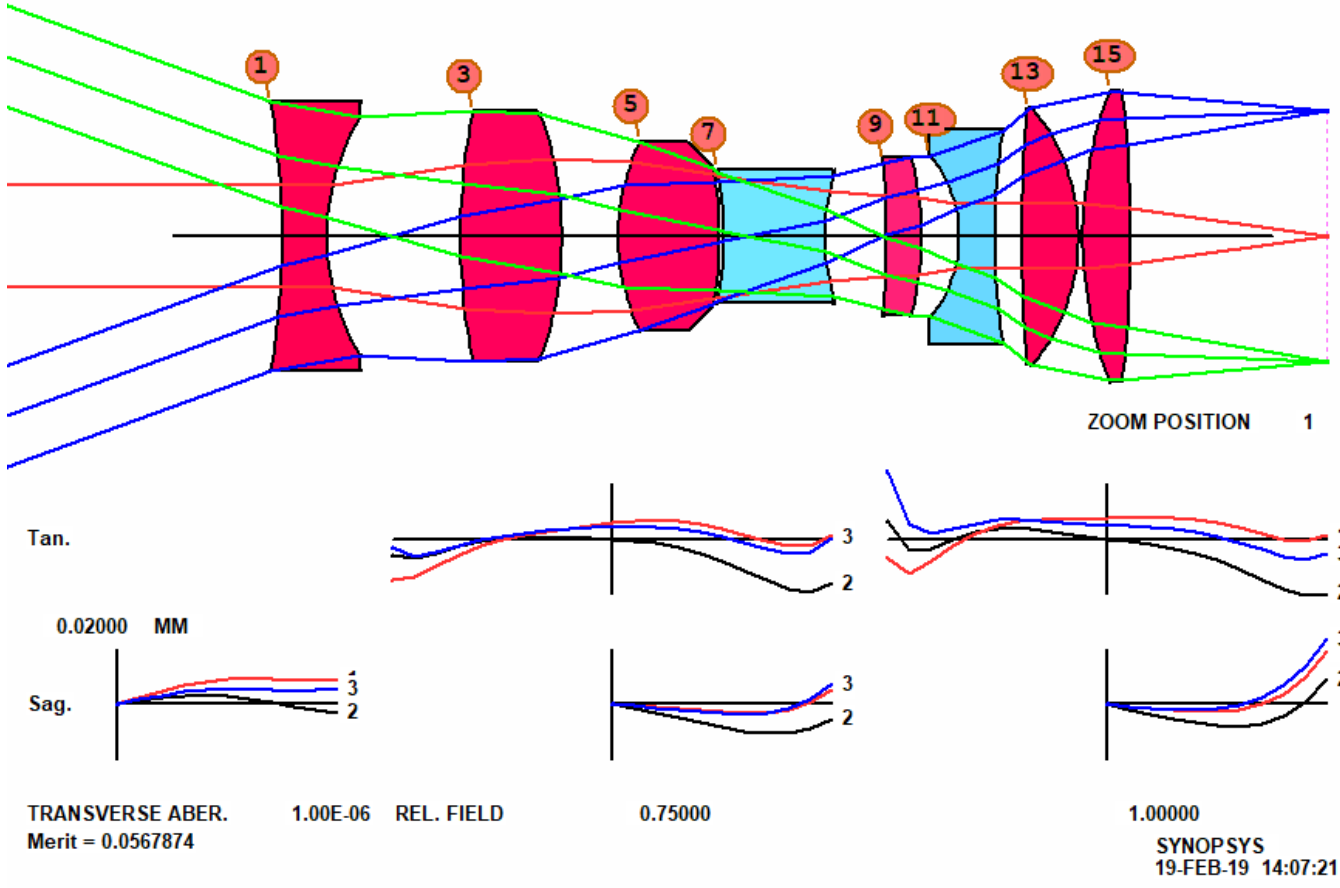 1 3 5 7 9 11 13 15
ZOOM POSITION 1
Tan.
3
2
3
0.02000 MM
Sag.
3
2
3
2
2
TRANSVERSE ABER. 1.00E-06 REL. FIELD 0.75000 1.00000
Merit = 0.0567874
SYNOPSYS
19-FEB-19 14:07:21